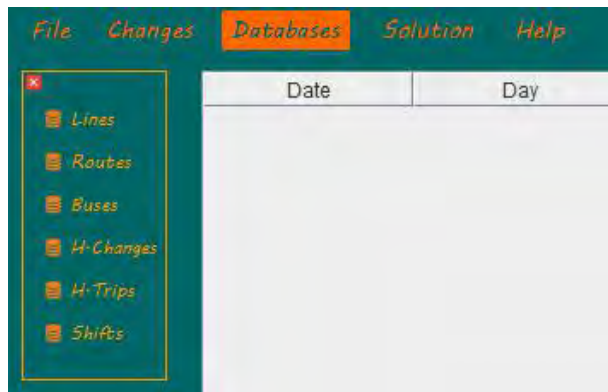 File Changes Databases Solution Help
Date Day
Lines
Routes
Buses
H-Changes
H-Trips
Shifts